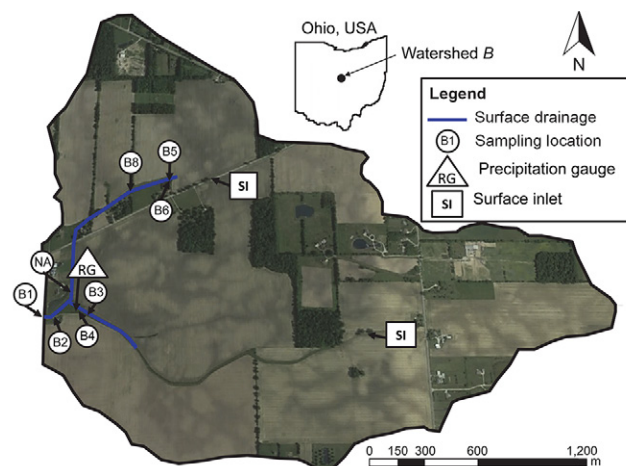 Ohio, USA
Watershed B
N
Legend
Surface drainage
B1 Sampling location
RG Precipitation gauge
SI Surface inlet
B5
B8
B6
SI
NA
RG
B1
B3
B2
B4
SI
0 150 300 600 1,200
m